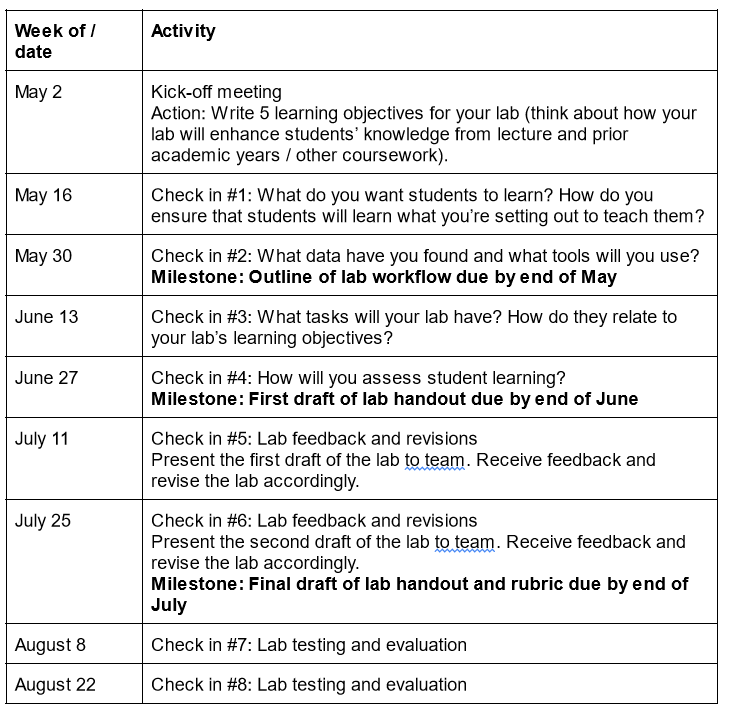 Week of /
date
Activity
May 2
Kick-off meeting
Action: Write 5 learning objectives for your lab (think about how your
lab will enhance students’ knowledge from lecture and prior
academic years / other coursework).
May 16
Check in #1: What do you want students to learn? How do you
ensure that students will learn what you’re setting out to teach them?
May 30
Check in #2: What data have you found and what tools will you use?
Milestone: Outline of lab workflow due by end of May
June 13
Check in #3: What tasks will your lab have? How do they relate to
your lab’s learning objectives?
June 27
Check in #4: How will you assess student learning?
Milestone: First draft of lab handout due by end of June
July 11
Check in #5: Lab feedback and revisions
Present the first draft of the lab to team. Receive feedback and
revise the lab accordingly.
July 25
Check in #6: Lab feedback and revisions
Present the second draft of the lab to team. Receive feedback and
revise the lab accordingly.
Milestone: Final draft of lab handout and rubric due by end of
July
August 8
Check in #7: Lab testing and evaluation
August 22
Check in #8: Lab testing and evaluation